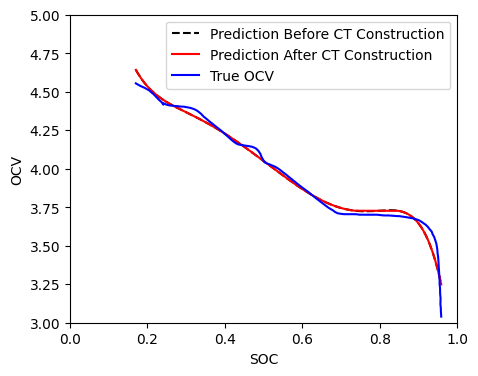 5.00
4.75
4.50
4.25
4.00
3.75
3.50
3.25
3.00
OCV
Prediction Before CT Construction
Prediction After CT Construction
True OCV
0.0 0.2 0.4 0.6 0.8 1.0
SOC